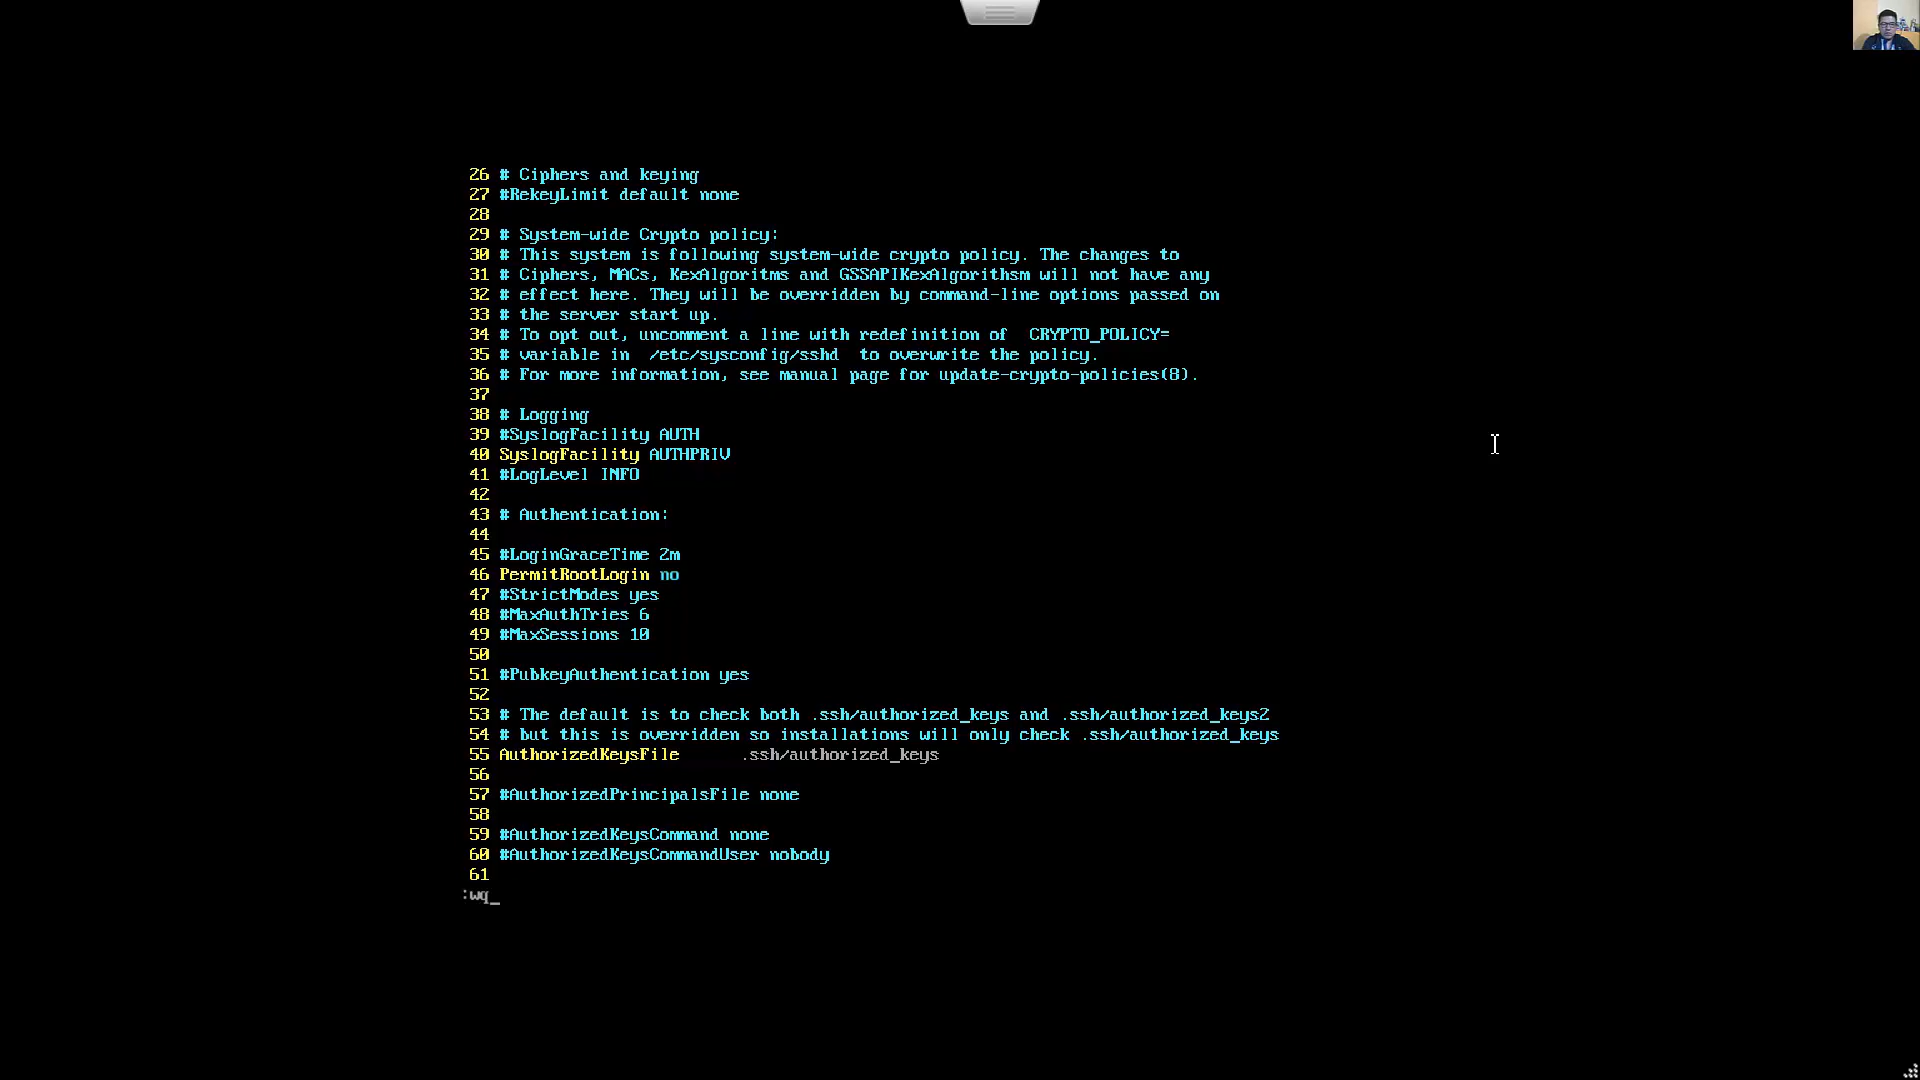 26 # Ciphers and keying
27 #RekeyLimit default none
28
29 # System-wide Crypto policy:
30 # This system is following system-wide crypto policy. The changes to
31 # Ciphers, MACs, KexAlgoritms and GSSAPIKexAlgorithsm will not have any
32 # effect here. They will be overridden by command-line options passed on
33 # the server start up.
34 # To opt out, uncomment a line with redefinition of  CRYPTO_POLICY=
35 # variable in  /etc/sysconfig/sshd  to overwrite the policy.
36 # For more information, see manual page for update-crypto-policies(8).
37
38 # Logging
39 #SyslogFacility AUTH
40 SyslogFacility AUTHPRIV
41 #LogLevel INFO
42
43 # Authentication:
44
45 #LoginGraceTime 2m
46 PermitRootLogin no
47 #StrictModes yes
48 #MaxAuthTries 6
49 #MaxSessions 10
50
51 #PubkeyAuthentication yes
52
53 # The default is to check both .ssh/authorized_keys and .ssh/authorized_keys2
54 # but this is overridden so installations will only check .ssh/authorized_keys
55 AuthorizedKeysFile      .ssh/authorized_keys
56
57 #AuthorizedPrincipalsFile none
58
59 #AuthorizedKeysCommand none
60 #AuthorizedKeysCommandUser nobody
61
:wq_